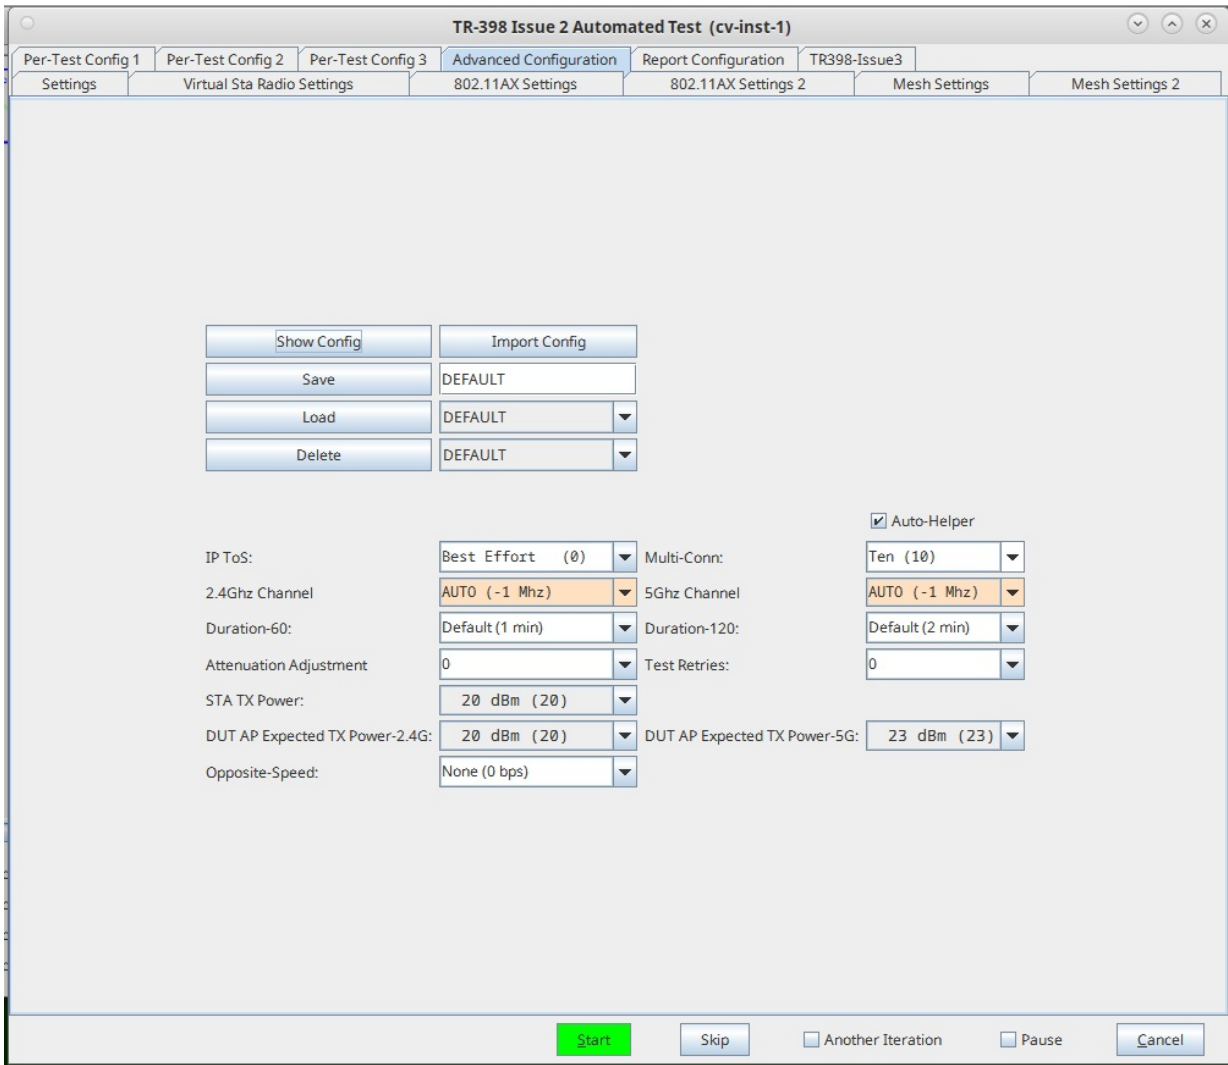 TR-398 Issue 2 Automated Test (cv-inst-1)
Per-Test Config 1 Per-Test Config 2 Per-Test Config 3 Advanced Configuration Report Configuration TR398-Issue3
Settings Virtual Sta Radio Settings 802.11AX Settings 802.11AX Settings 2 Mesh Settings Mesh Settings 2
Show Config Import Config
Save DEFAULT
Load DEFAULT
Delete DEFAULT
Auto-Helper
IP ToS: Best Effort (0) Multi-Conn: Ten (10)
2.4Ghz Channel AUTO (-1 Mhz) 5Ghz Channel AUTO (-1 Mhz)
Duration-60: Default (1 min) Duration-120: Default (2 min)
Attenuation Adjustment 0 Test Retries: 0
STA TX Power: 20 dBm (20)
DUT AP Expected TX Power-2.4G: 20 dBm (20) DUT AP Expected TX Power-5G: 23 dBm (23)
Opposite-Speed: None (0 bps)
Start Skip Another Iteration Pause Cancel